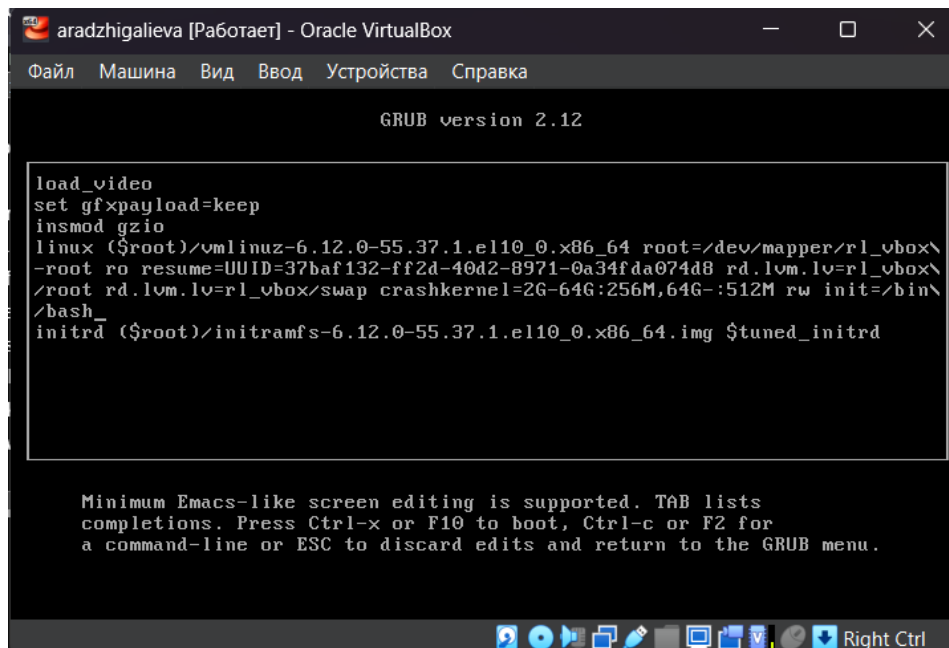 aradzhigalieva [Работает] - Oracle VirtualBox
Файл Машина Вид Ввод Устройства Справка
GRUB version 2.12
load_video
set gfxpayload=keep
insmod gzio
linux ($root)/vmlinuz-6.12.0-55.37.1.el10_0.x86_64 root=/dev/mapper/rl_vbox\
-root ro resume=UUID=37baf132-ff2d-40d2-8971-0a34fda074d8 rd.lvm.lv=rl_vbox\
/root rd.lvm.lv=rl_vbox/swap crashkernel=2G-64G:256M,64G-:512M rw init=/bin\
/bash_
initrd ($root)/initramfs-6.12.0-55.37.1.el10_0.x86_64.img $tuned_initrd
Minimum Emacs-like screen editing is supported. TAB lists
completions. Press Ctrl-x or F10 to boot, Ctrl-c or F2 for
a command-line or ESC to discard edits and return to the GRUB menu.
Right Ctrl